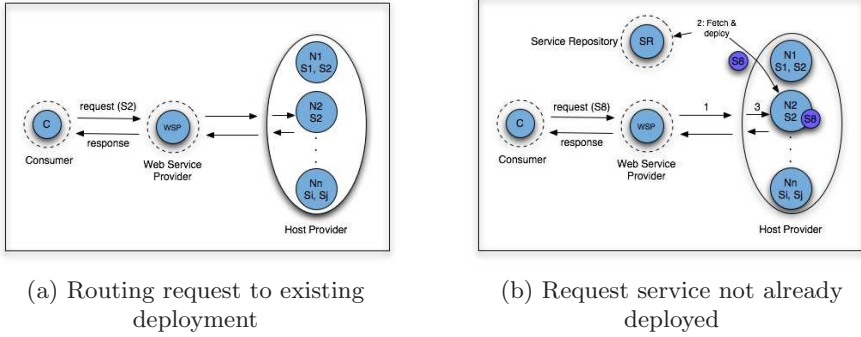 N1
S1, S2
request (S2)
N2
S2
C
WSP
response
Consumer
Web Service
Provider
.
.
.
Nn
Si, Sj
Host Provider
(a) Routing request to existing
deployment
2: Fetch &
deploy
Service Repository
SR
S8
N1
S1, S2
request (S8)
1
3
N2
S2
S8
C
WSP
response
Consumer
Web Service
Provider
.
.
.
Nn
Si, Sj
Host Provider
(b) Request service not already
deployed